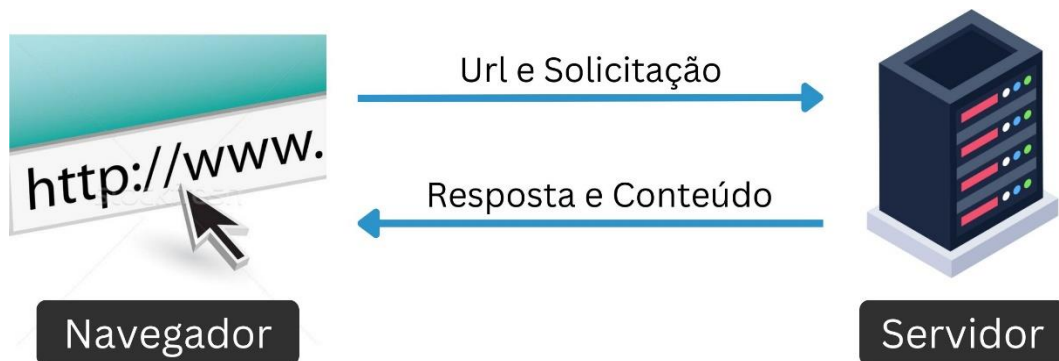 Url e Solicitação
http://www.
Resposta e Conteúdo
Navegador
Servidor